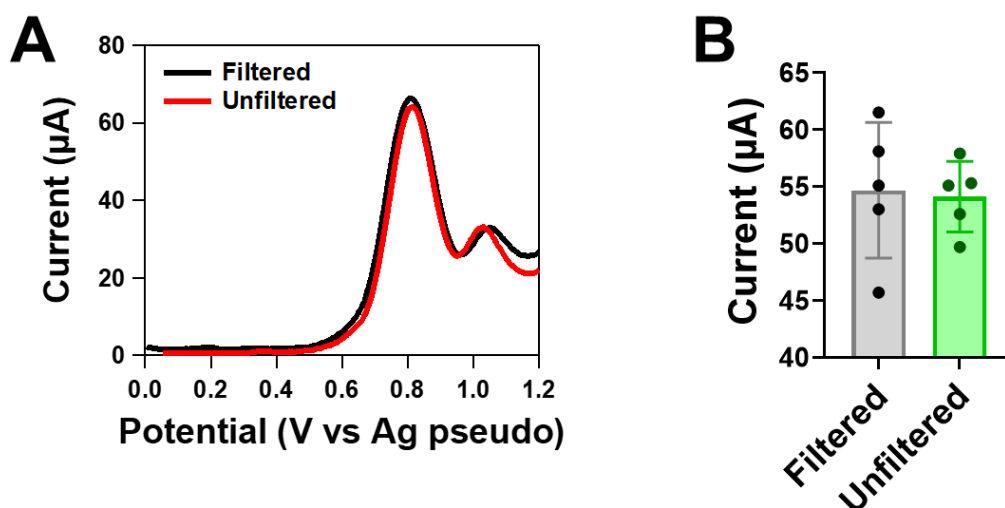 A
Current (µA)
80
60
40
20
0
Filtered
Unfiltered
0.0 0.2 0.4 0.6 0.8 1.0 1.2
Potential (V vs Ag pseudo)
B
Current (µA)
65
60
55
50
45
40
Filtered
Unfiltered